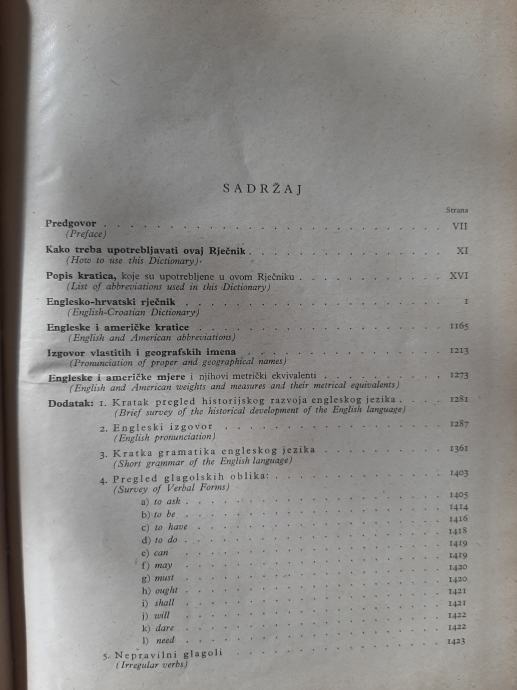 SADRŽAJ
Strana
Predgovor . . . . . . . . . . . . . . . . . . . . VII
(Preface)
Kako treba upotrebljavati ovaj Rječnik . . . . . . . . . . XI
(How to use this Dictionary)
Popis kratica, koje su upotrebljene u ovom Rječniku . . . . . . . . XVI
(List of abbreviations used in this Dictionary)
Englesko-hrvatski rječnik . . . . . . . . . . . . . . 1
(English-Croatian Dictionary)
Engleske i američke kratice . . . . . . . . . . . . . 1165
(English and American abbreviations)
Izgovor vlastitih i geografskih imena . . . . . . . . . . 1213
(Pronunciation of proper and geographical names)
Engleske i američke mjere i njihovi metrički ekvivalenti . . . . . . . 1273
(English and American weights and measures and their metrical equivalents)
Dodatak: 1. Kratak pregled historijskog razvoja engleskog jezika . . . 1281
(Brief survey of the historical development of the English language)
2. Engleski izgovor . . . . . . . . . . . . 1287
(English pronunciation)
3. Kratka gramatika engleskog jezika . . . . . . . 1361
(Short grammar of the English language)
4. Pregled glagolskih oblika: . . . . . . . . . 1403
(Survey of Verbal Forms)
a) to ask . . . . . . . . . . . . . 1405
b) to be . . . . . . . . . . . . . 1414
c) to have . . . . . . . . . . . . . 1416
d) to do . . . . . . . . . . . . . 1418
e) can . . . . . . . . . . . . . 1419
f) may . . . . . . . . . . . . . 1419
g) must . . . . . . . . . . . . . 1420
h) ought . . . . . . . . . . . . . 1420
i) shall . . . . . . . . . . . . . 1421
j) will . . . . . . . . . . . . . 1421
k) dare . . . . . . . . . . . . . 1422
l) need . . . . . . . . . . . . . 1422
5. Nepravilni glagoli . . . . . . . . . . . 1423
(Irregular verbs)